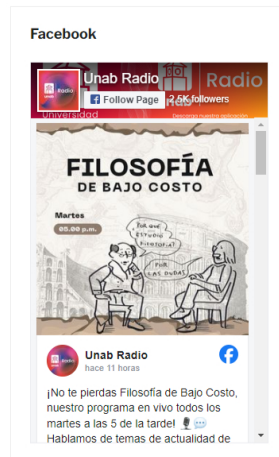 Facebook
Unab Radio
Radio
Follow Page
2,5K followers
Universidad
Descarga nuestra aplicación
FILOSOFÍA
DE BAJO COSTO
Martes
05.00 p.m.
POR QUÉ
ESTUDIÓ
FILOSOFÍA?
POR
LAS DUDAS
Unab Radio
hace 11 horas
¡No te pierdas Filosofía de Bajo Costo,
nuestro programa en vivo todos los
martes a las 5 de la tarde! 🎙️💬
Hablamos de temas de actualidad de